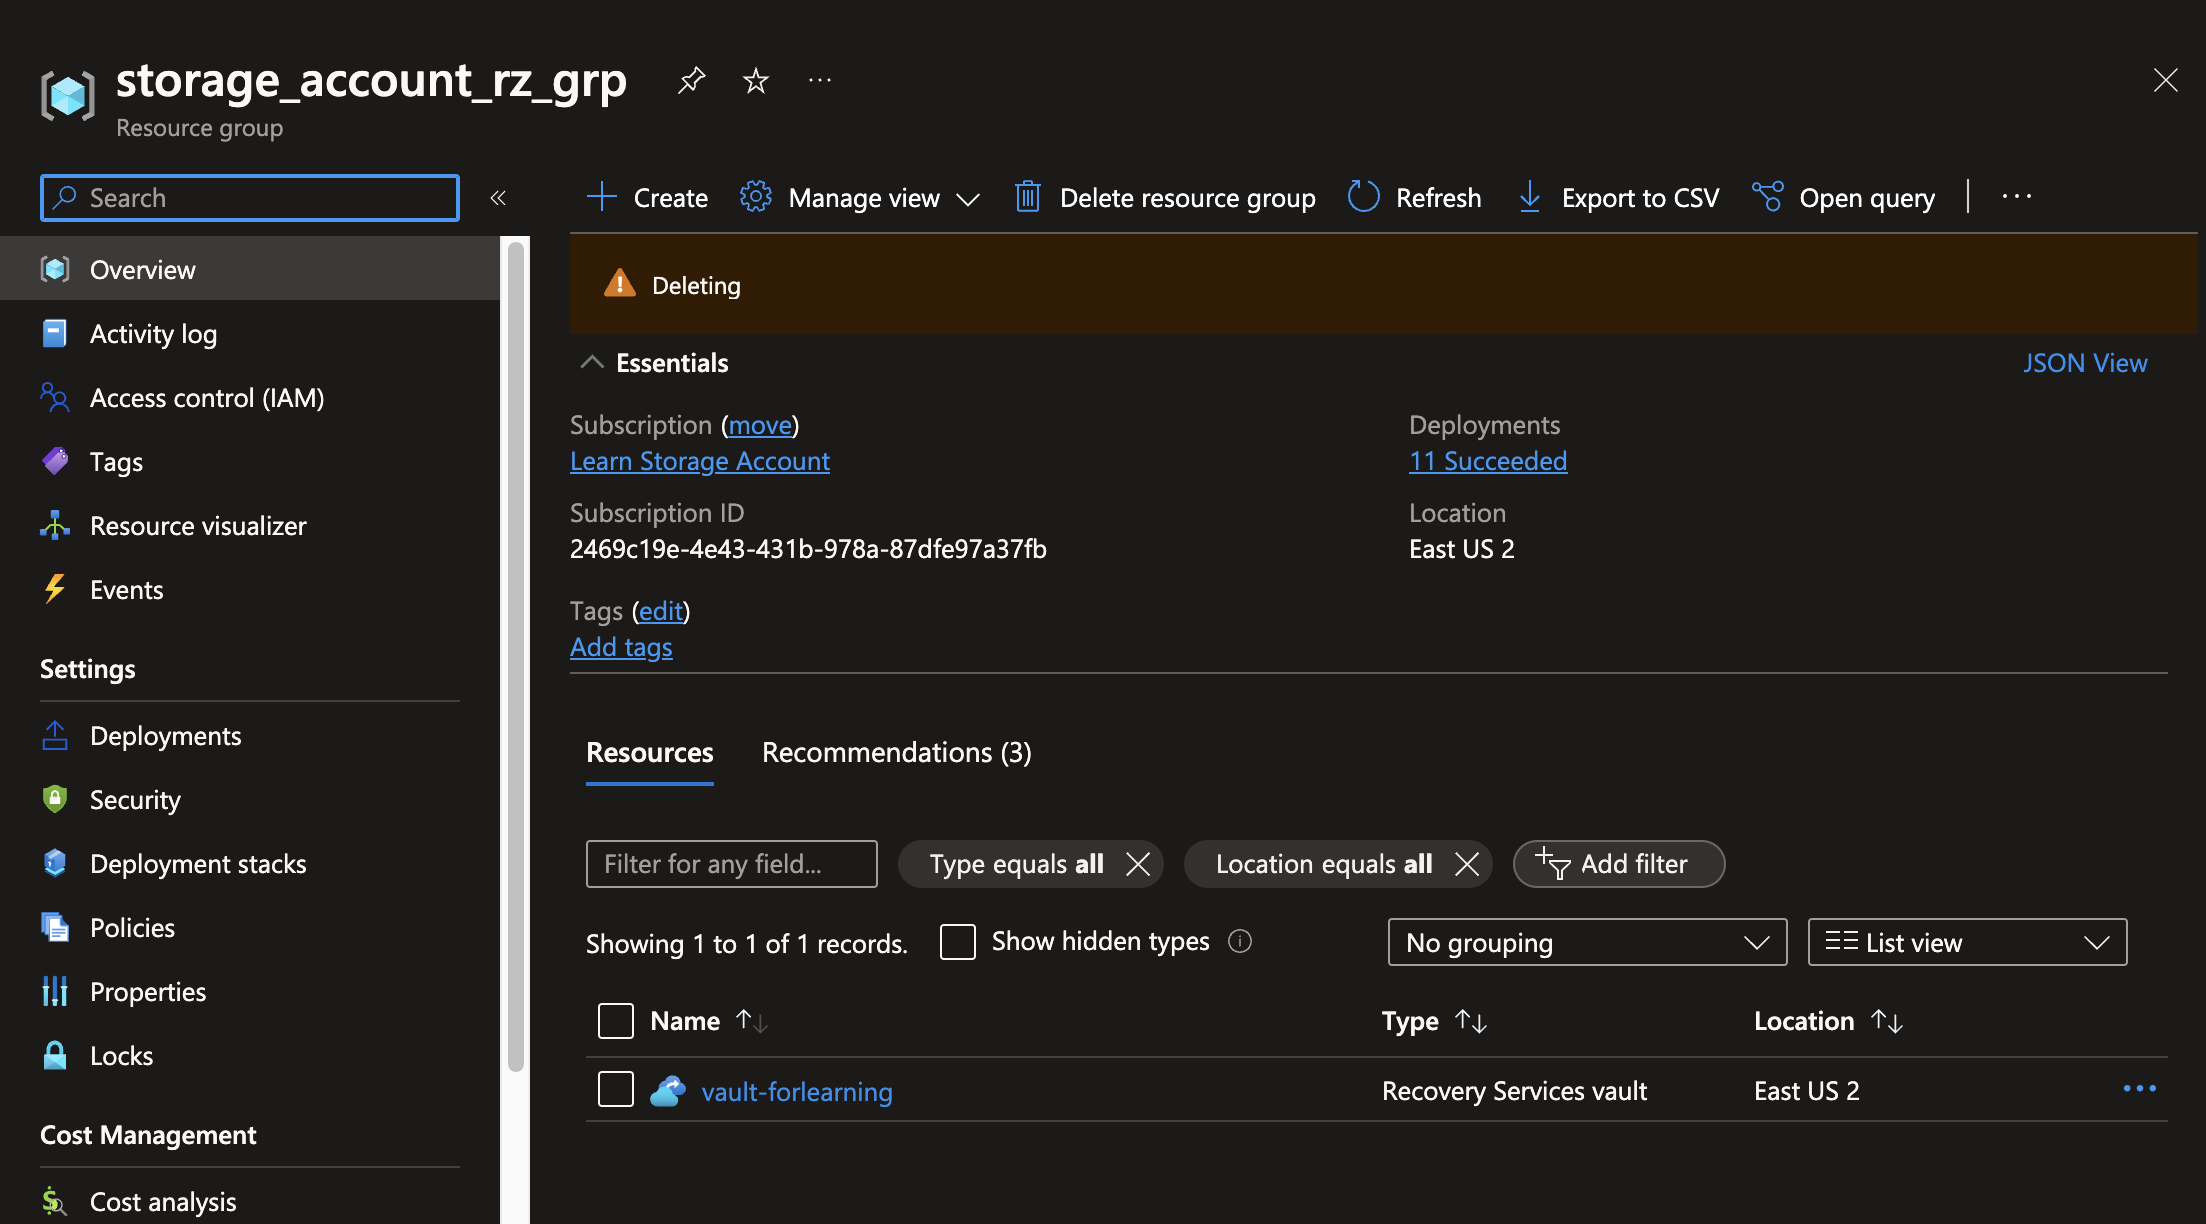 storage_account_rz_grp
Resource group
Search
Create
Manage view
Delete resource group
Refresh
Export to CSV
Open query
Overview
Activity log
Access control (IAM)
Tags
Resource visualizer
Events
Settings
Deployments
Security
Deployment stacks
Policies
Properties
Locks
Cost Management
Cost analysis
Deleting
Essentials
JSON View
Subscription (move)
Learn Storage Account
Subscription ID
2469c19e-4e43-431b-978a-87dfe97a37fb
Deployments
11 Succeeded
Location
East US 2
Tags (edit)
Add tags
Resources
Recommendations (3)
Filter for any field...
Type equals all
Location equals all
Add filter
Showing 1 to 1 of 1 records.
Show hidden types
No grouping
List view
Name
Type
Location
vault-forlearning
Recovery Services vault
East US 2